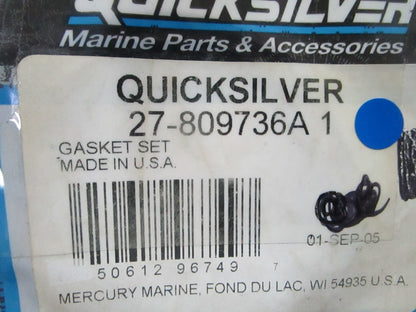 QUICKSILVER
Marine Parts & Accessories
QUICKSILVER
27-809736A 1
GASKET SET
MADE IN U.S.A.
01-SEP-05
50612 96749 7
MERCURY MARINE, FOND DU LAC, WI 54935 U.S.A.